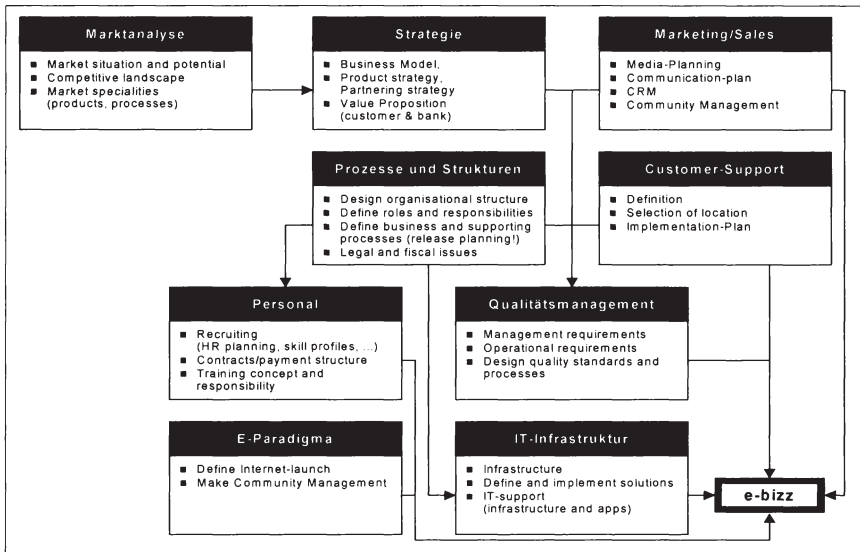 Marktanalyse
■ Market situation and potential
■ Competitive landscape
■ Market specialities
(products, processes)
Strategie
■ Business Model,
■ Product strategy,
Partnering strategy
■ Value Proposition
(customer & bank)
Marketing/Sales
■ Media-Planning
■ Communication-plan
■ CRM
■ Community Management
Prozesse und Strukturen
■ Design organisational structure
■ Define roles and responsibilities
■ Define business and supporting
processes (release planning!)
■ Legal and fiscal issues
Customer-Support
■ Definition
■ Selection of location
■ Implementation-Plan
Personal
■ Recruiting
(HR planning, skill profiles, ...)
■ Contracts/payment structure
■ Training concept and
responsibility
Qualitätsmanagement
■ Management requirements
■ Operational requirements
■ Design quality standards and
processes
E-Paradigma
■ Define Internet-launch
■ Make Community Management
IT-Infrastruktur
■ Infrastructure
■ Define and implement solutions
■ IT-support
(infrastructure and apps)
e-bizz